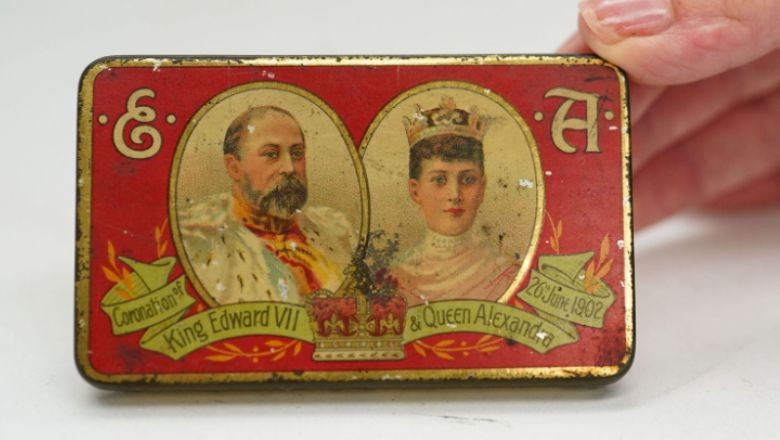 ·E· ·A·
Coronation of
King Edward VII
& Queen Alexandra
26th June, 1902